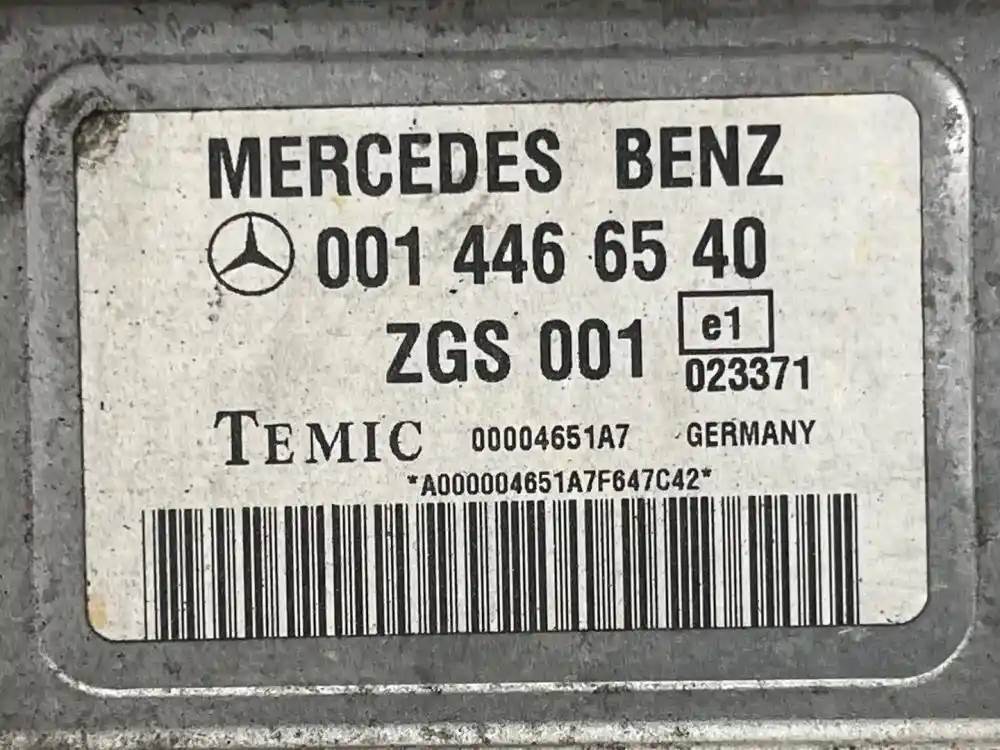 MERCEDES BENZ
001 446 65 40
ZGS 001 e1
023371
TEMIC 00004651A7 GERMANY
*A000004651A7F647C42*